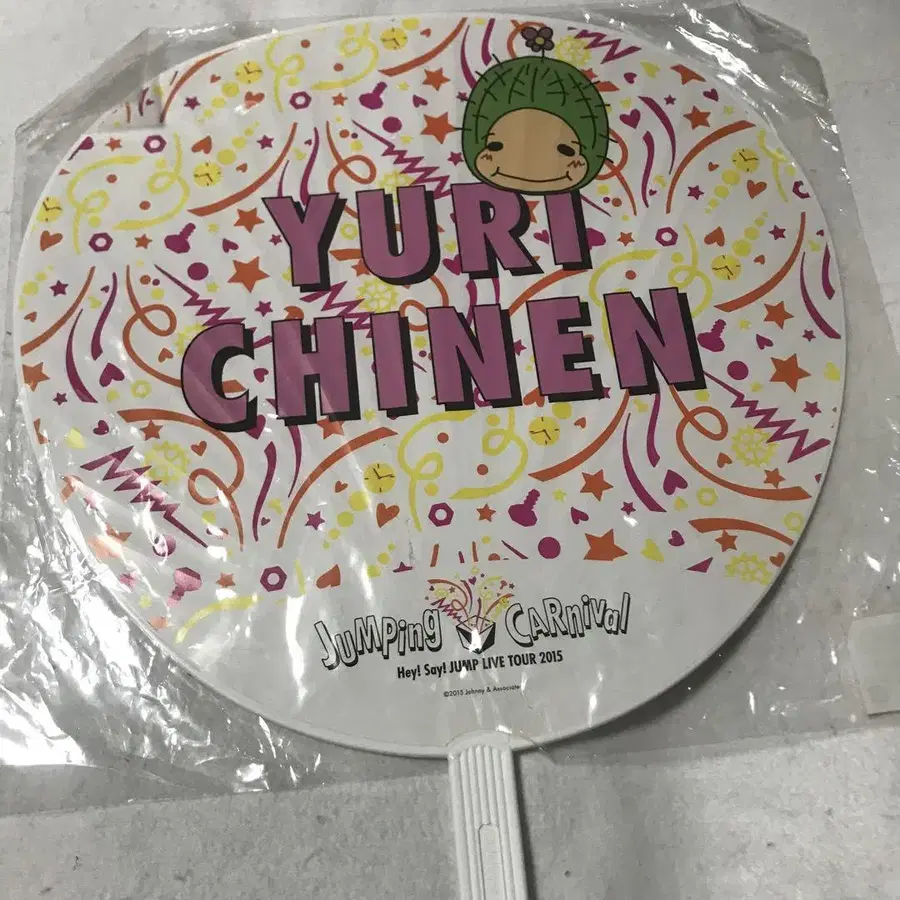 YURI
CHINEN
JUMPing CARnival
Hey! Say! JUMP LIVE TOUR 2015
©2015 Johnny & Associates